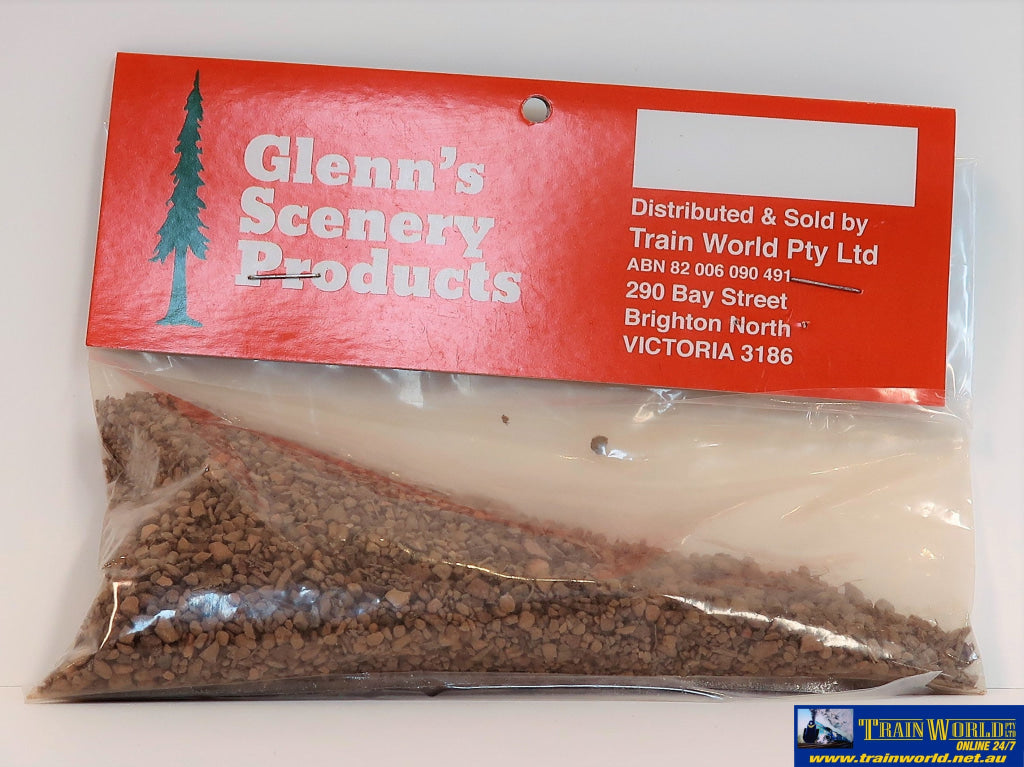 Glenn's
Scenery
Products
Distributed & Sold by
Train World Pty Ltd
ABN 82 006 090 491
290 Bay Street
Brighton North
VICTORIA 3186
TRAIN WORLD
ONLINE 24/7
www.trainworld.net.au